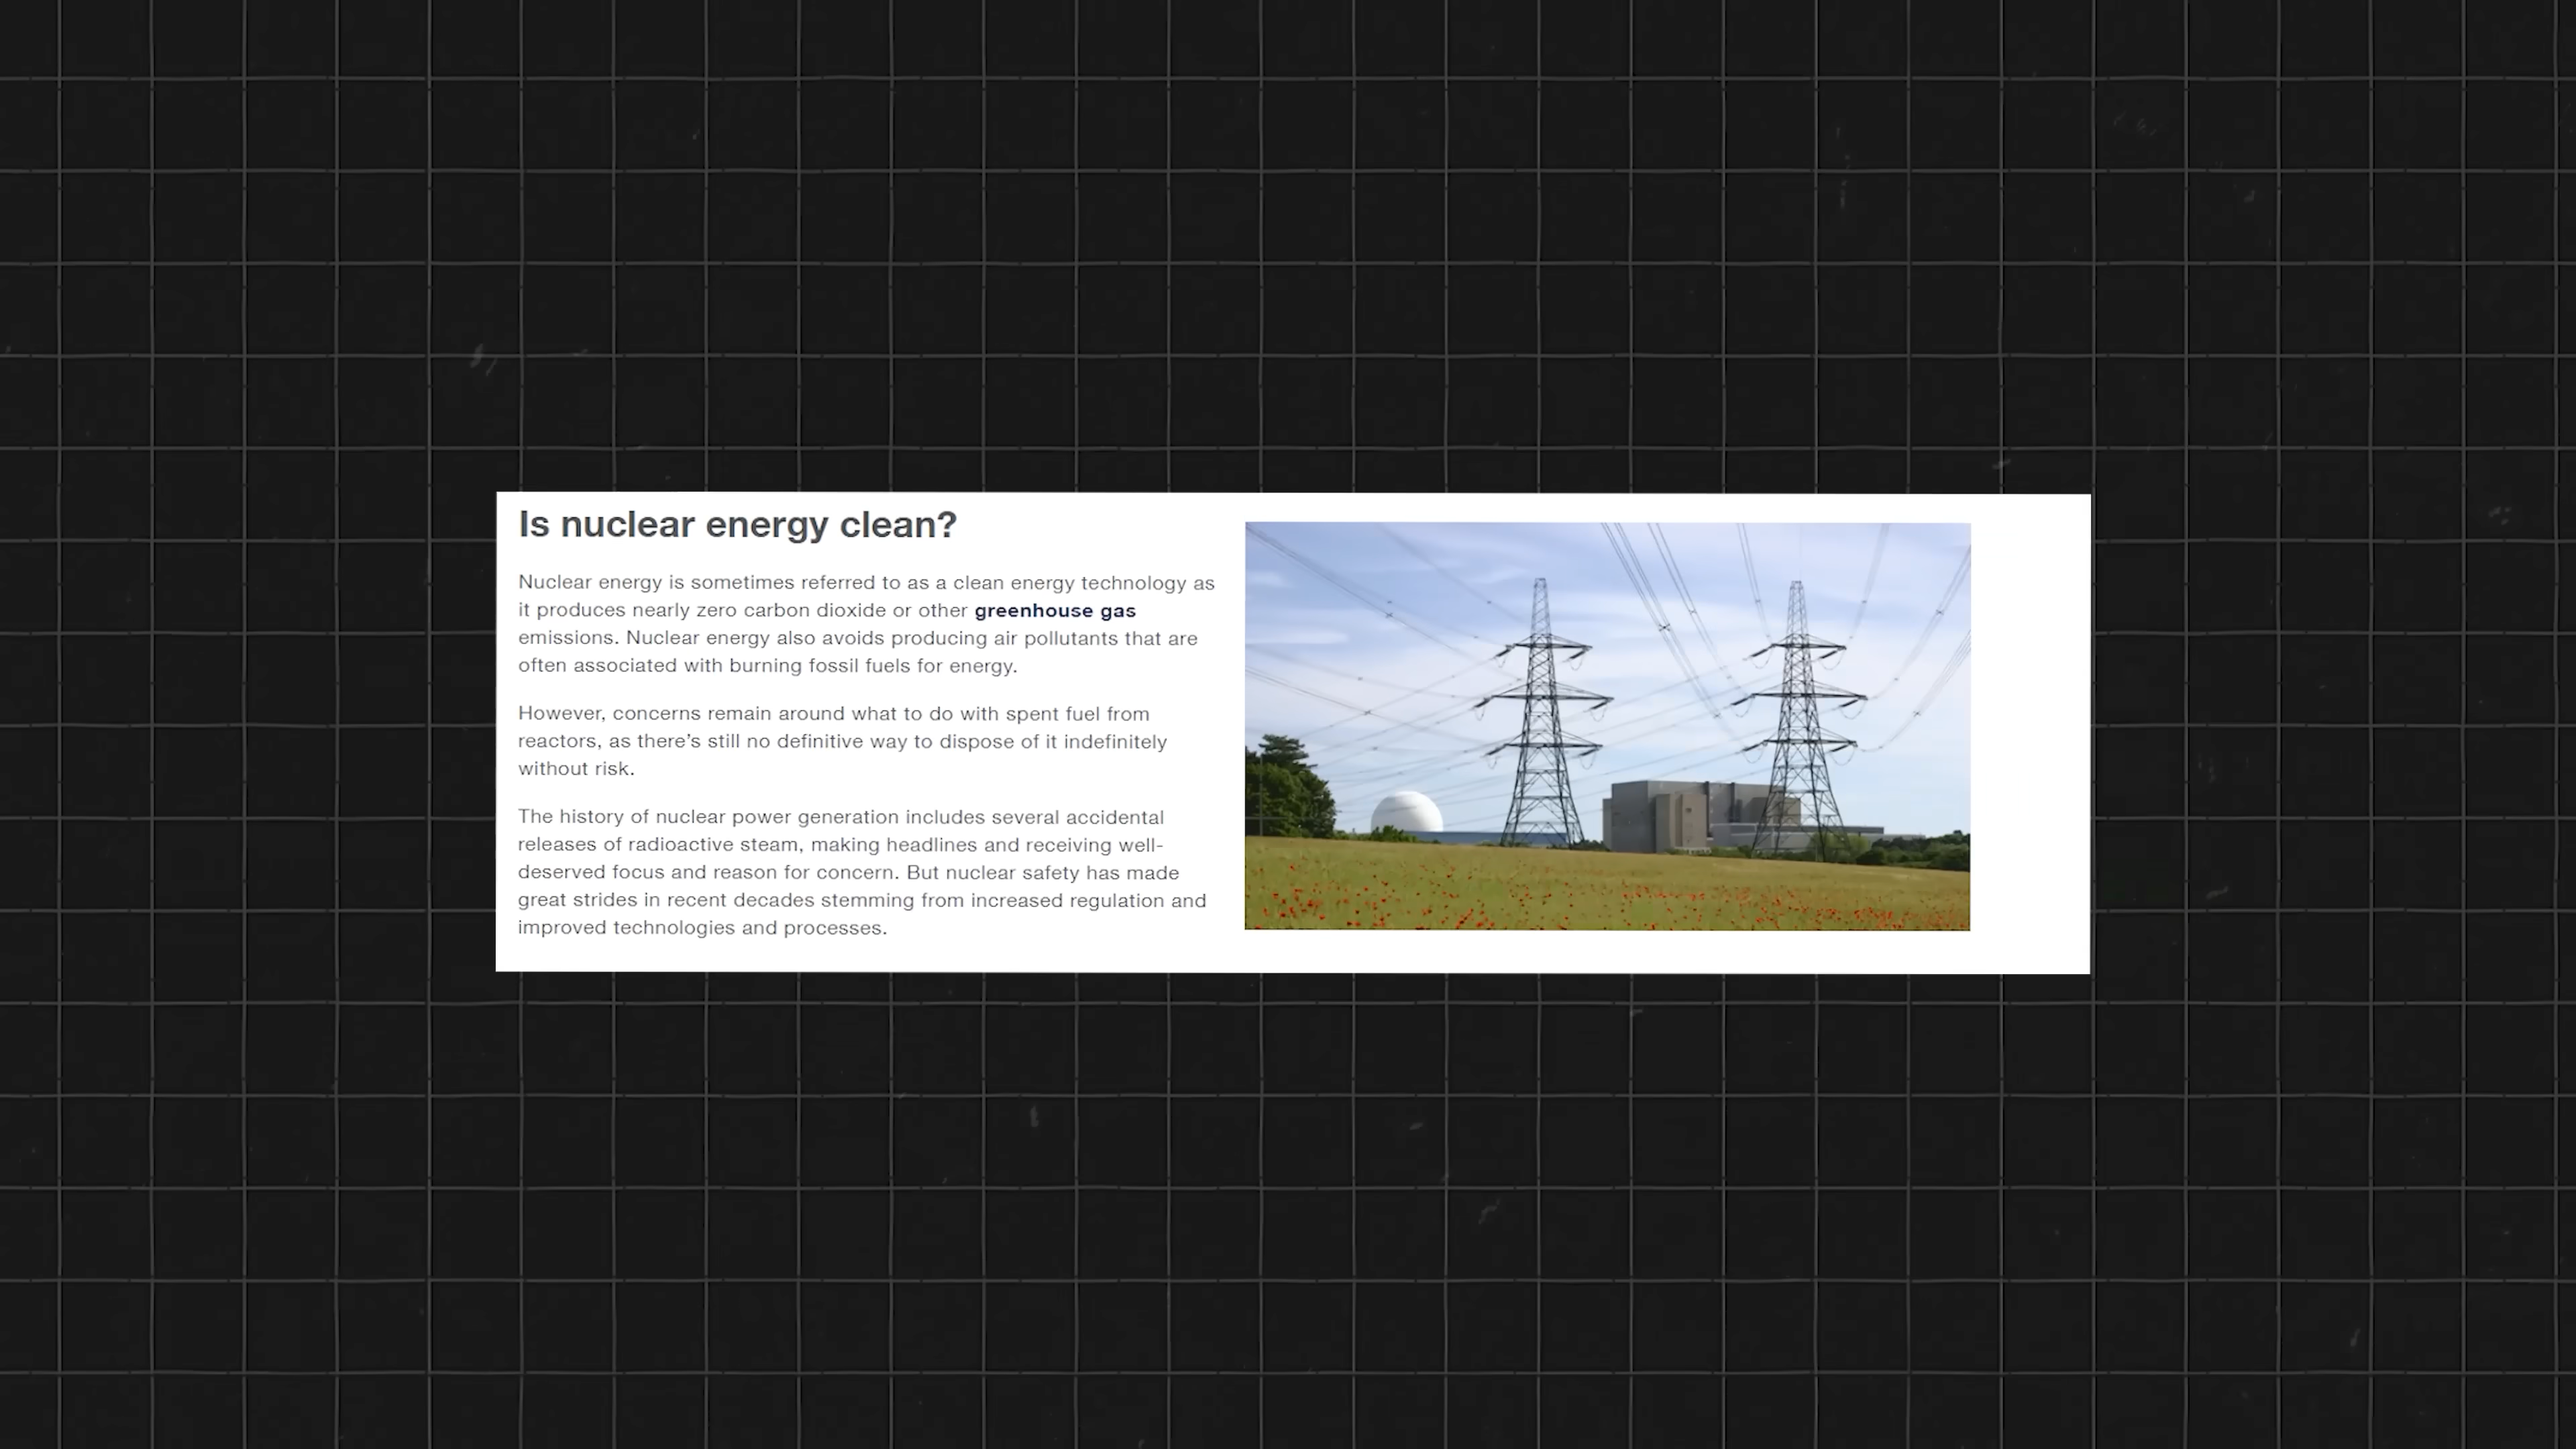 Is nuclear energy clean?
Nuclear energy is sometimes referred to as a clean energy technology as
it produces nearly zero carbon dioxide or other greenhouse gas
emissions. Nuclear energy also avoids producing air pollutants that are
often associated with burning fossil fuels for energy.
However, concerns remain around what to do with spent fuel from
reactors, as there’s still no definitive way to dispose of it indefinitely
without risk.
The history of nuclear power generation includes several accidental
releases of radioactive steam, making headlines and receiving well-
deserved focus and reason for concern. But nuclear safety has made
great strides in recent decades stemming from increased regulation and
improved technologies and processes.